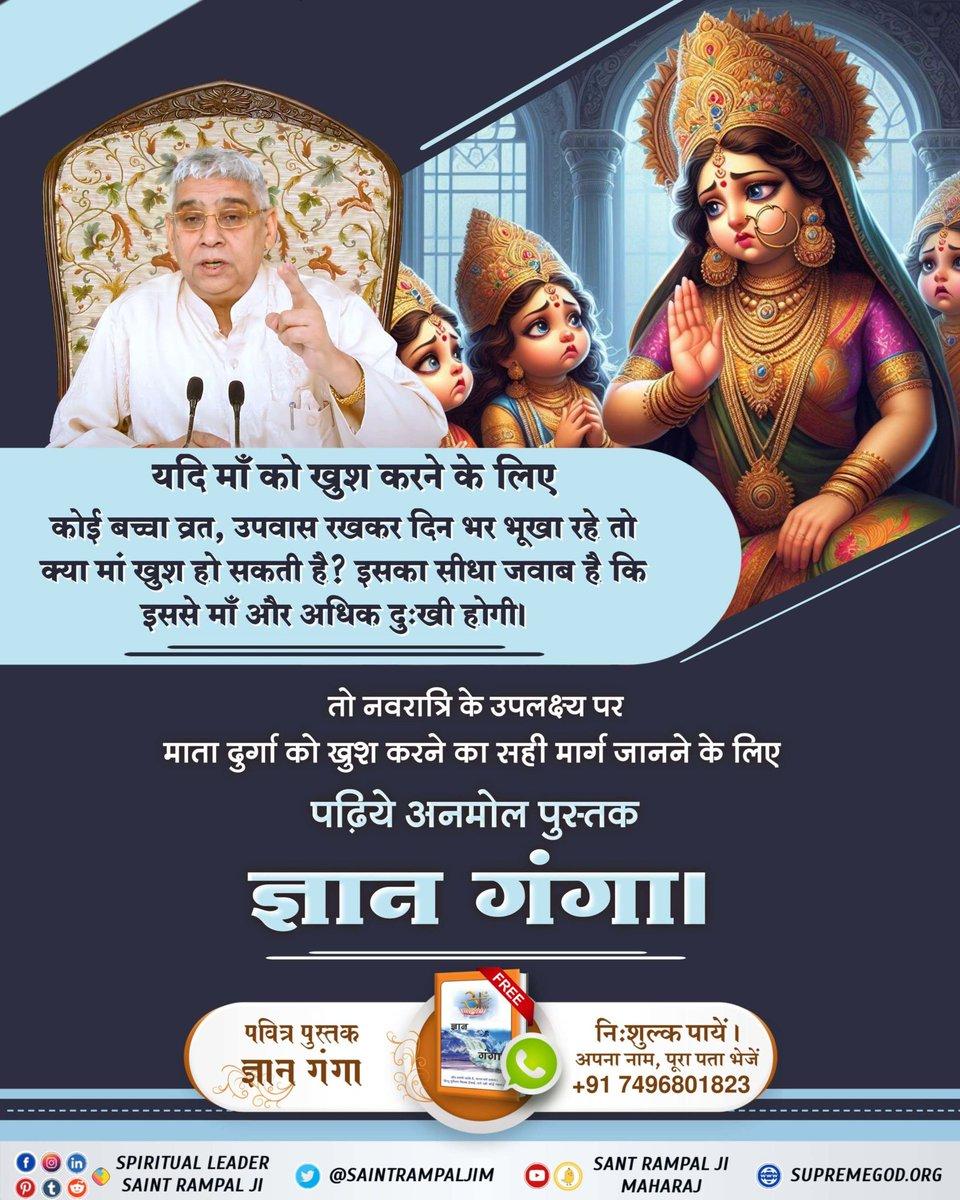 यदि माँ को खुश करने के लिए
कोई बच्चा व्रत, उपवास रखकर दिन भर भूखा रहे तो
क्या मां खुश हो सकती है? इसका सीधा जवाब है कि
इससे माँ और अधिक दुःखी होगी।
तो नवरात्रि के उपलक्ष्य पर
माता दुर्गा को खुश करने का सही मार्ग जानने के लिए
पढ़िये अनमोल पुस्तक
ज्ञान गंगा।
पवित्र पुस्तक
ज्ञान गंगा
FREE
ज्ञान
गंगा
निःशुल्क पायें।
अपना नाम, पूरा पता भेजें
+91 7496801823
SPIRITUAL LEADER
SAINT RAMPAL JI
@SAINTRAMPALJIM
SANT RAMPAL JI
MAHARAJ
SUPREMEGOD.ORG